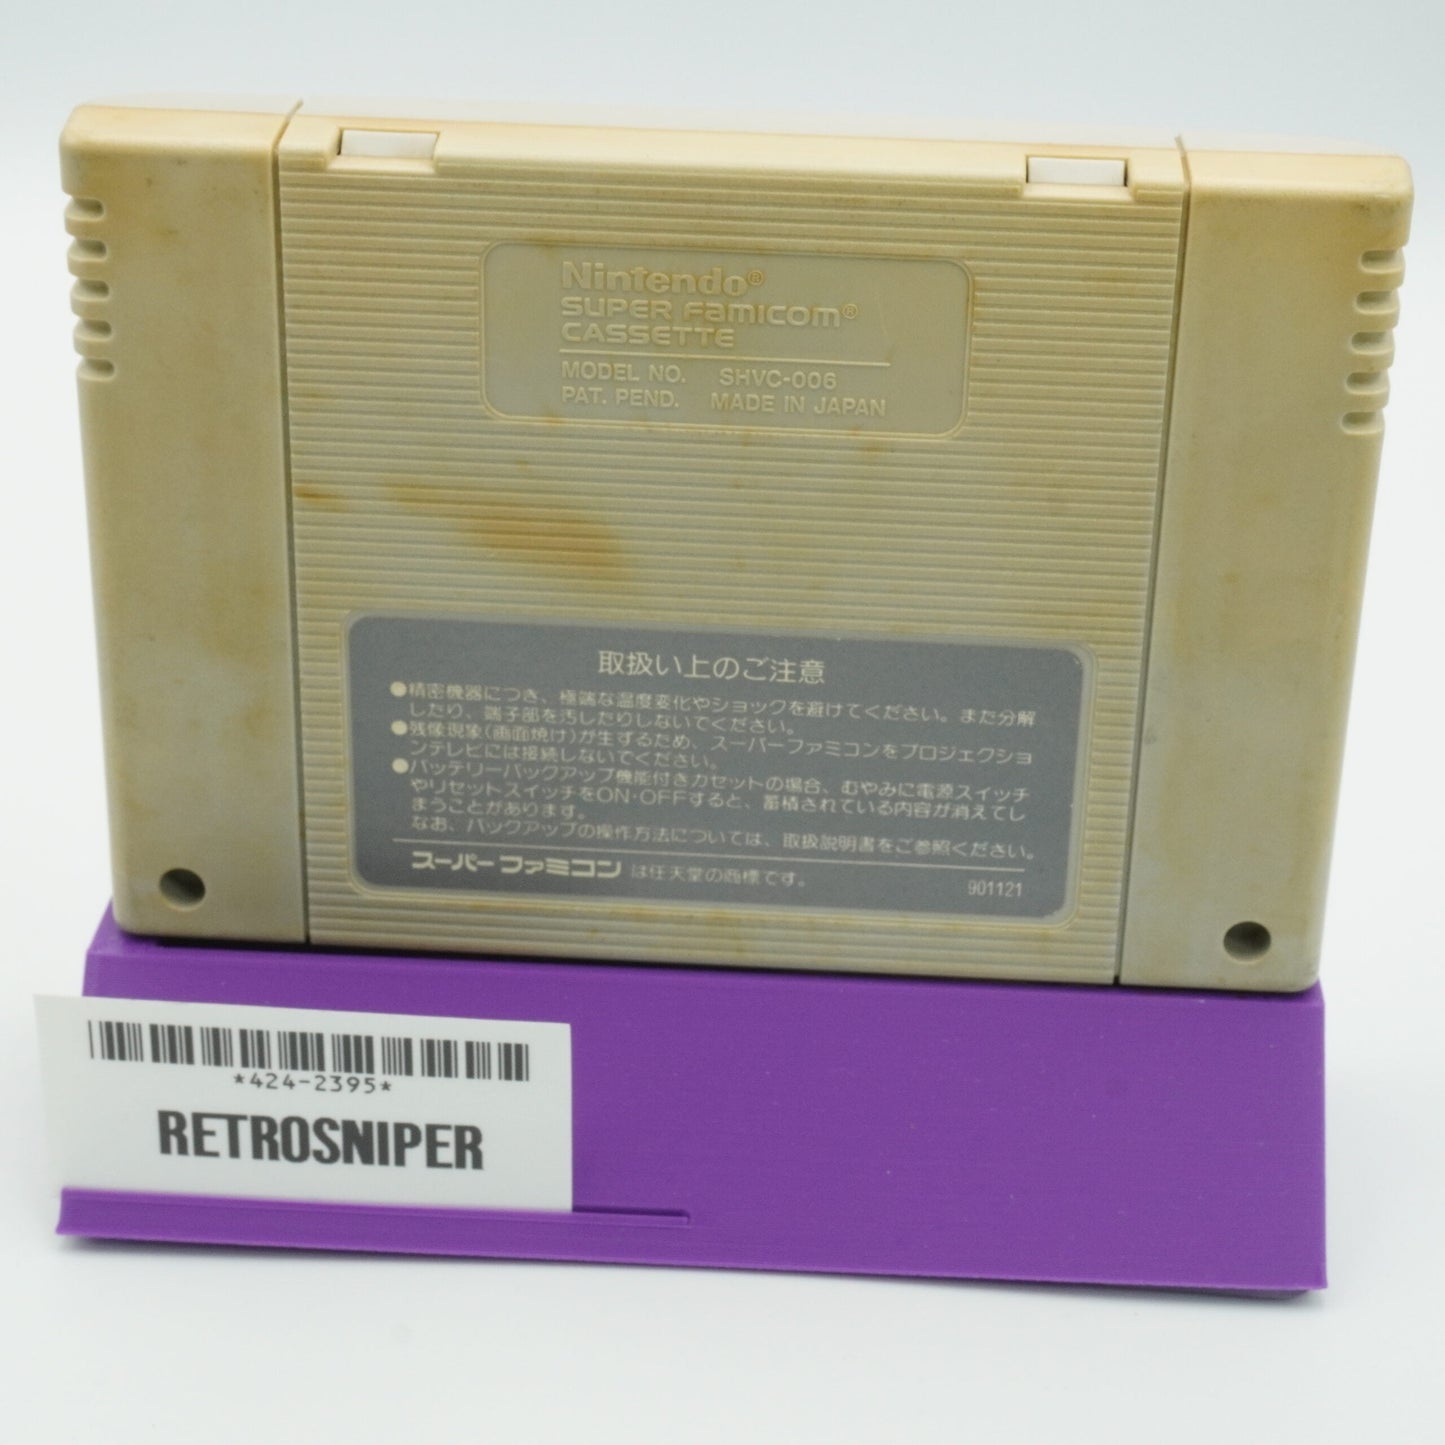 Nintendo®
SUPER FAMICOM®
CASSETTE
MODEL NO. SHVC-006
PAT. PEND. MADE IN JAPAN
取扱い上のご注意
●精密機器につき、極端な温度変化やショックを避けてください。また分解
したり、端子部を汚したりしないでください。
●残像現象(画面焼け)が生ずるため、スーパーファミコンをプロジェクショ
ンテレビには接続しないでください。
●バッテリーバックアップ機能付きカセットの場合、むやみに電源スイッチ
やリセットスイッチをON・OFFすると、蓄積されている内容が消えてし
まうことがあります。
なお、バックアップの操作方法については、取扱説明書をご参照ください。
スーパーファミコンは任天堂の商標です。
901121
*424-2395*
RETROSNIPER